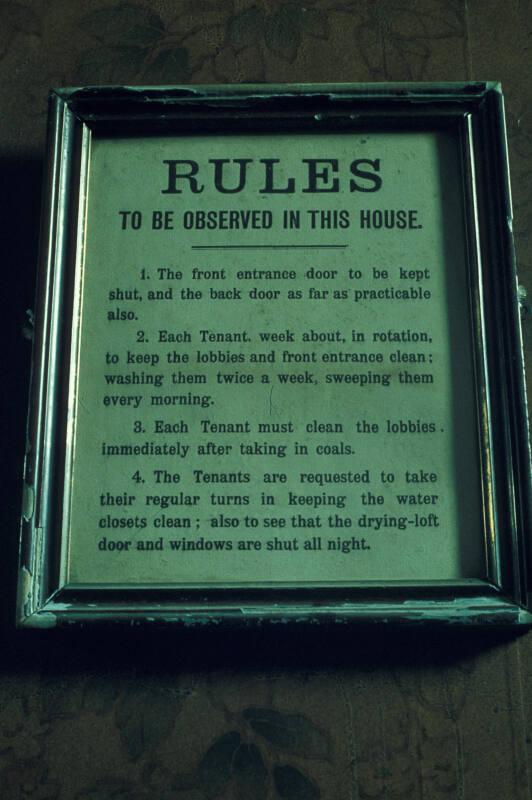 RULES
TO BE OBSERVED IN THIS HOUSE.
1. The front entrance door to be kept
shut, and the back door as far as practicable
also.
2. Each Tenant. week about, in rotation,
to keep the lobbies and front entrance clean;
washing them twice a week, sweeping them
every morning.
3. Each Tenant must clean the lobbies.
immediately after taking in coals.
4. The Tenants are requested to take
their regular turns in keeping the water
closets clean; also to see that the drying-loft
door and windows are shut all night.